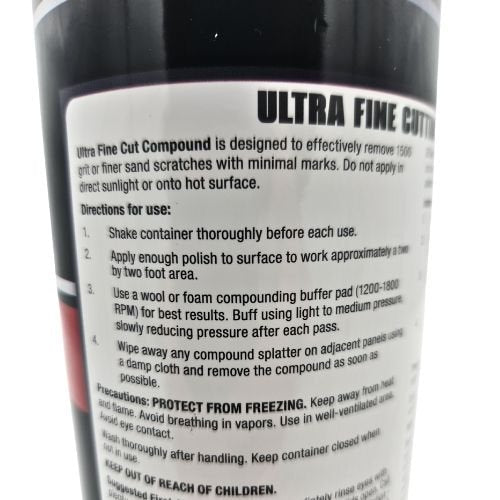 ULTRA FINE CUTTI
Ultra Fine Cut Compound is designed to effectively remove 1500
grit or finer sand scratches with minimal marks. Do not apply in
direct sunlight or onto hot surface.
Directions for use:
1. Shake container thoroughly before each use.
2. Apply enough polish to surface to work approximately a two
by two foot area.
3. Use a wool or foam compounding buffer pad (1200-1800
RPM) for best results. Buff using light to medium pressure,
slowly reducing pressure after each pass.
4. Wipe away any compound splatter on adjacent panels using
a damp cloth and remove the compound as soon as
possible.
Precautions: PROTECT FROM FREEZING. Keep away from heat
and flame. Avoid breathing in vapors. Use in well-ventilated area.
Avoid eye contact.
Wash thoroughly after handling. Keep container closed when
not in use.
KEEP OUT OF REACH OF CHILDREN.
Suggested First rinse eyes with